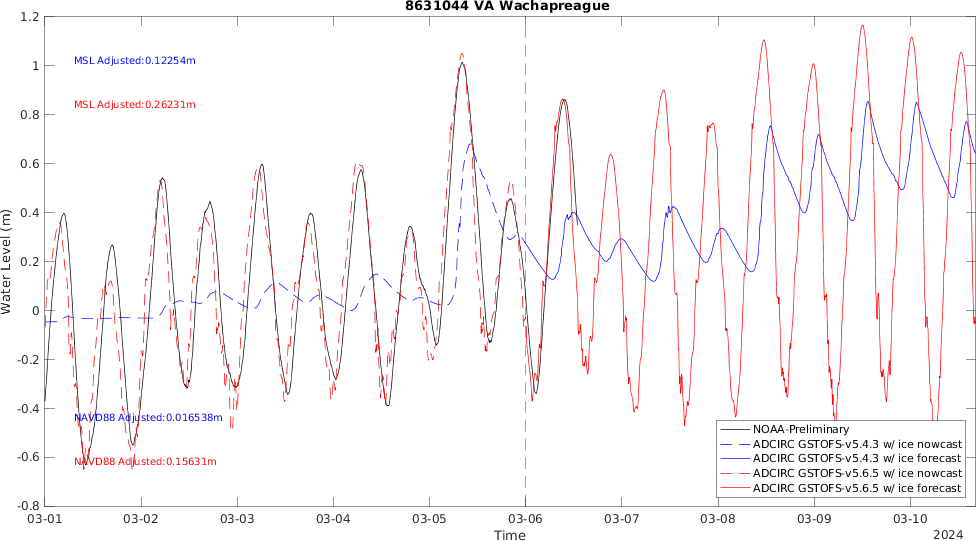 8631044 VA Wachapreague
1.2
1
0.8
0.6
0.4
0.2
0
-0.2
-0.4
-0.6
-0.8
Water Level (m)
MSL Adjusted:0.12254m
MSL Adjusted:0.26231m
NAVD88 Adjusted:0.016538m
NAVD88 Adjusted:0.15631m
NOAA-Preliminary
ADCIRC GSTOFS-v5.4.3 w/ ice nowcast
ADCIRC GSTOFS-v5.4.3 w/ ice forecast
ADCIRC GSTOFS-v5.6.5 w/ ice nowcast
ADCIRC GSTOFS-v5.6.5 w/ ice forecast
03-01 03-02 03-03 03-04 03-05 03-06 03-07 03-08 03-09 03-10
Time
2024